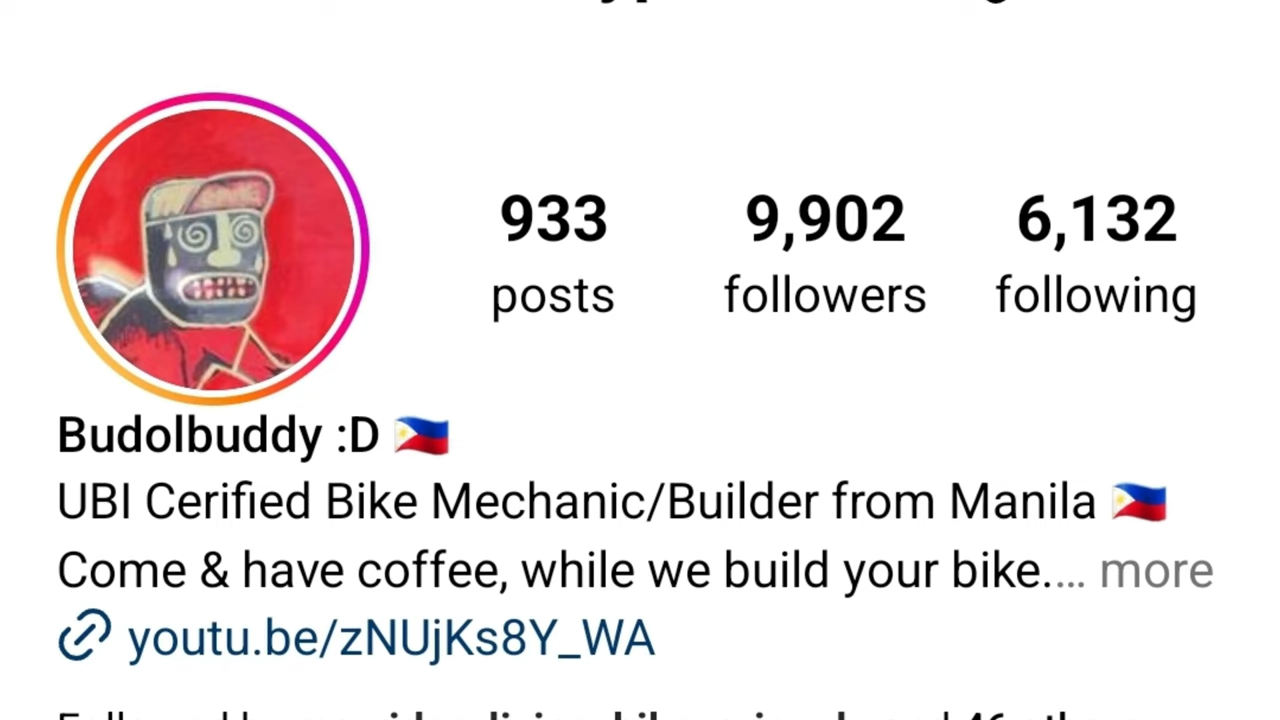 933 9,902 6,132
posts followers following
Budolbuddy :D 🇵🇭
UBI Cerified Bike Mechanic/Builder from Manila 🇵🇭
Come & have coffee, while we build your bike.... more
youtu.be/zNUjKs8Y_WA